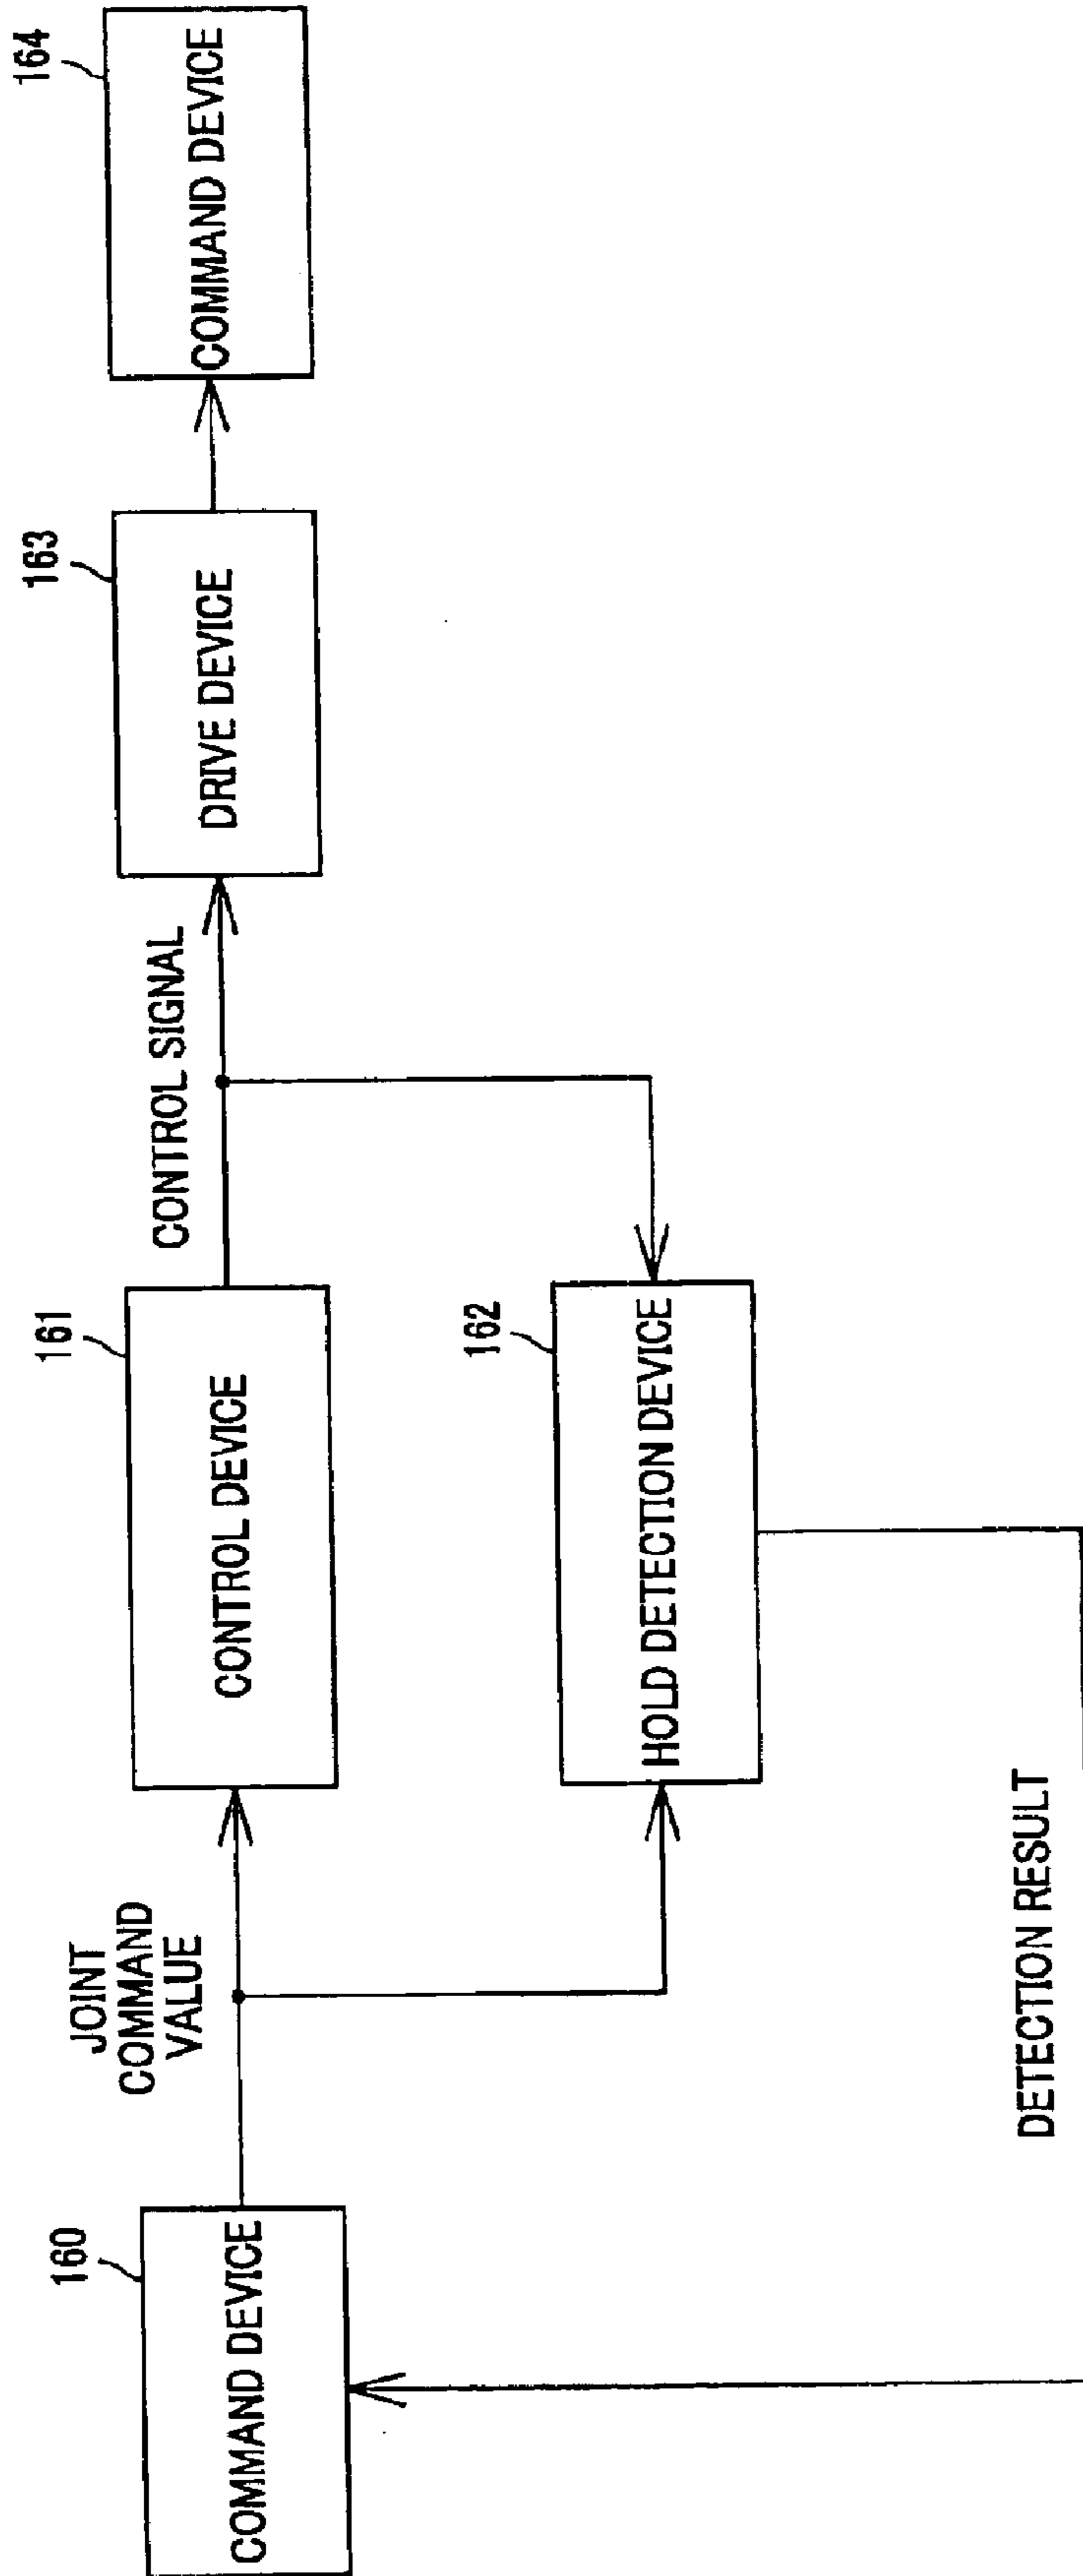 160
COMMAND DEVICE
JOINT
COMMAND
VALUE
161
CONTROL DEVICE
CONTROL SIGNAL
163
DRIVE DEVICE
164
COMMAND DEVICE
162
HOLD DETECTION DEVICE
DETECTION RESULT